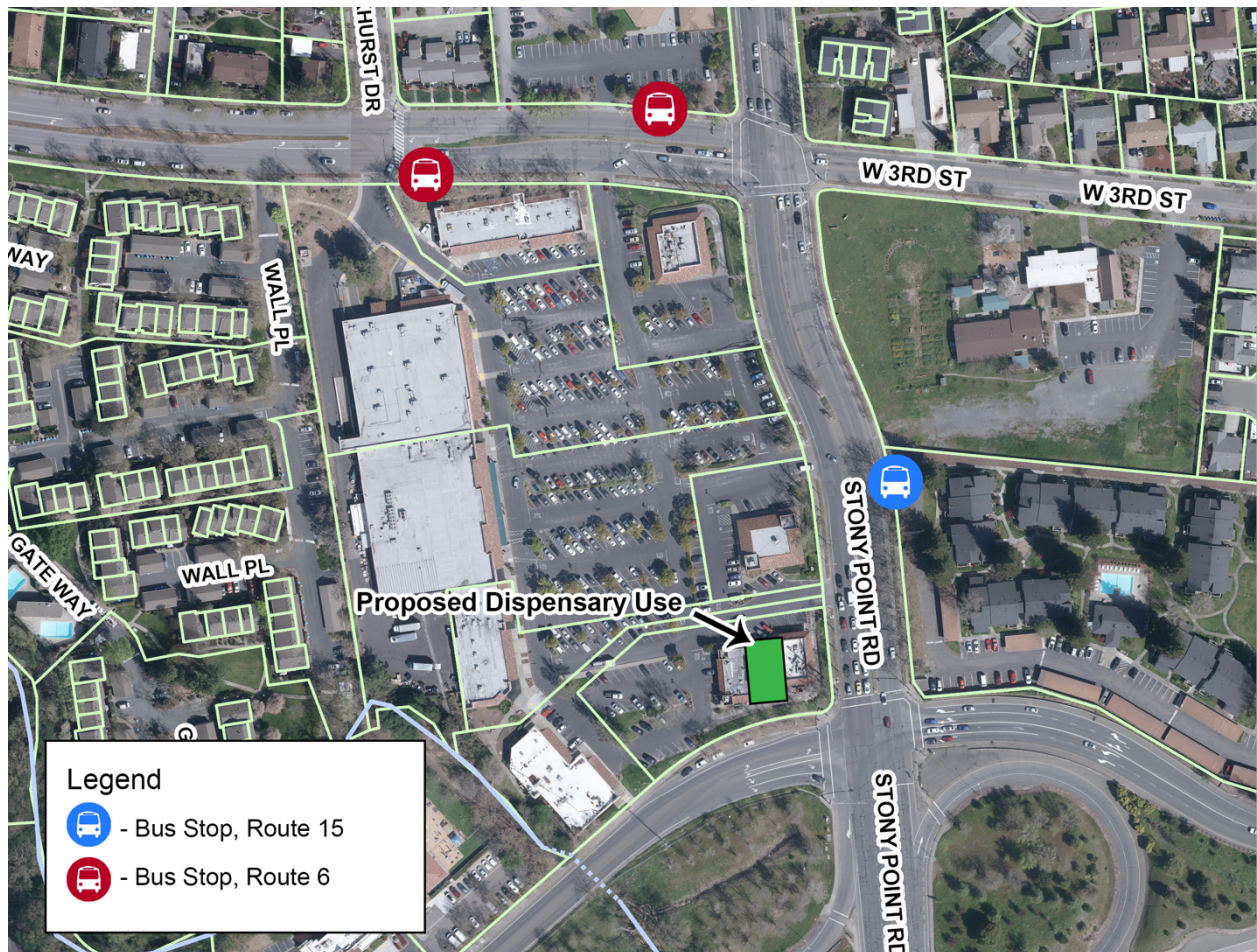 KHURST DR
W 3RD ST
W 3RD ST
WAY
WALL PL
STONY POINT RD
GATE WAY
WALL PL
Proposed Dispensary Use
G
STONY POINT RD
Legend
- Bus Stop, Route 15
- Bus Stop, Route 6